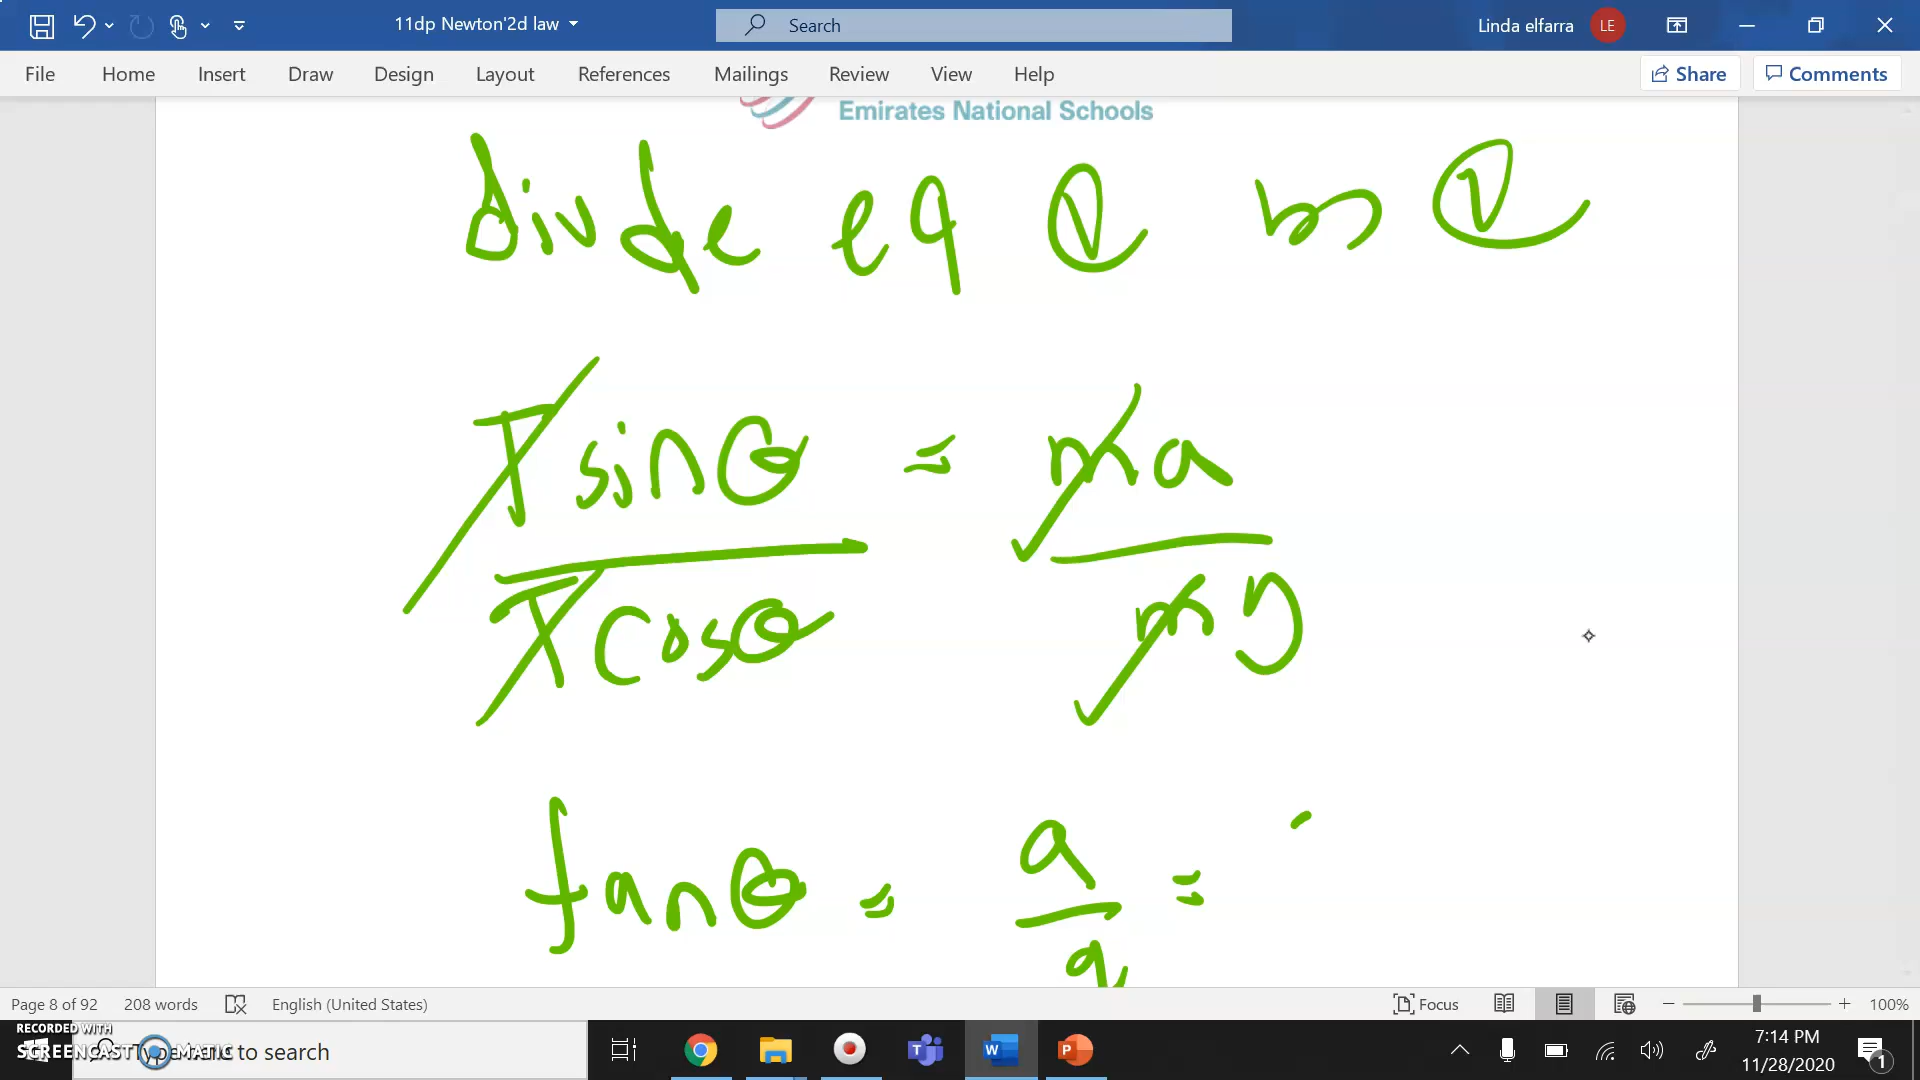 11dp Newton'2d law
Search
Linda elfarra
LE
File Home Insert Draw Design Layout References Mailings Review View Help
Share
Comments
Emirates National Schools
divide eq by
T sinθ = ma
T cosθ mg
tanθ = a =
g
Page 8 of 92 208 words English (United States) Focus 100%
RECORDED WITH
SCREENCAST MATIC
Type here to search
7:14 PM
11/28/2020
1